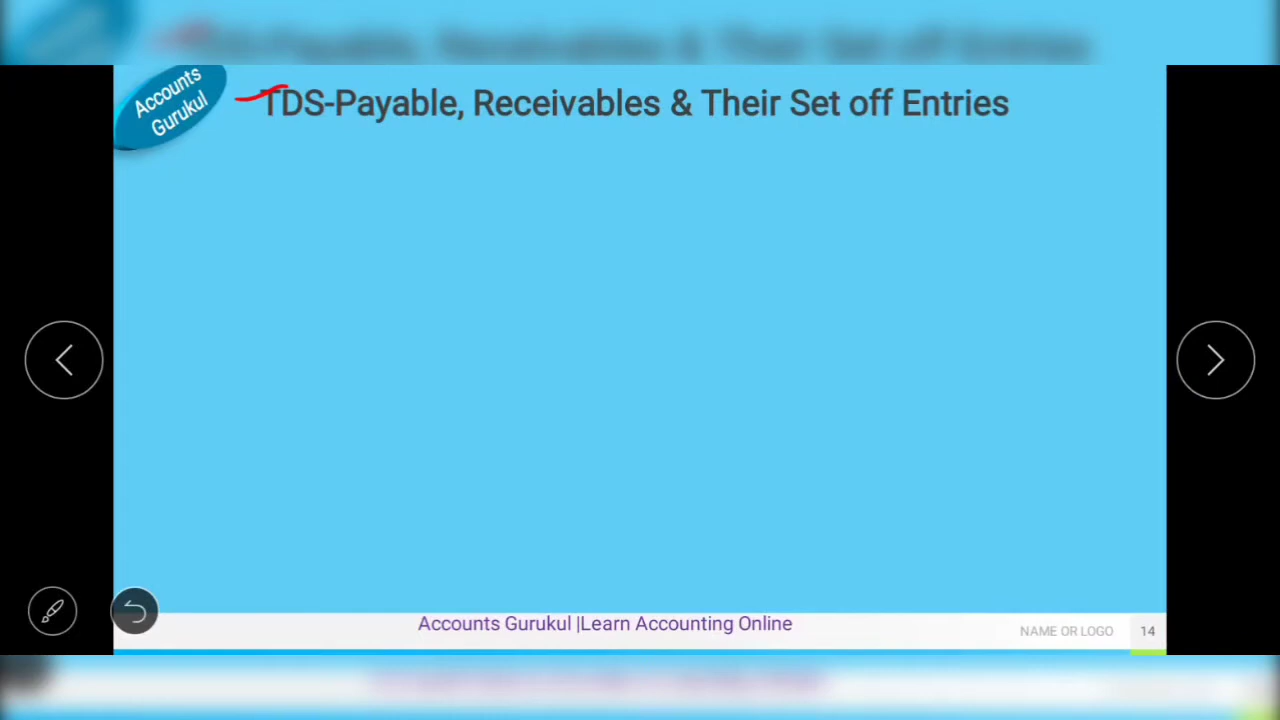 Accounts
Gurukul
TDS-Payable, Receivables & Their Set off Entries
Accounts Gurukul |Learn Accounting Online
NAME OR LOGO
14